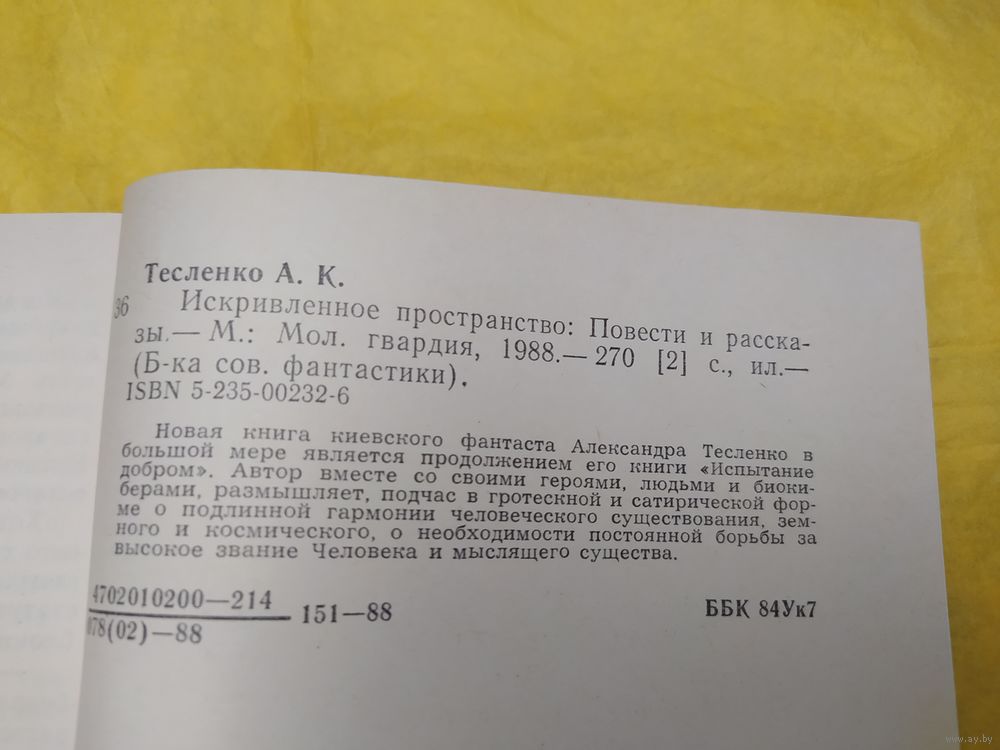 Тесленко А. К.
36 Искривленное пространство: Повести и расска-
зы.— М.: Мол. гвардия, 1988.— 270 [2] с., ил.—
(Б-ка сов. фантастики).
ISBN 5-235-00232-6
Новая книга киевского фантаста Александра Тесленко в
большой мере является продолжением его книги «Испытание
добром». Автор вместе со своими героями, людьми и биоки-
берами, размышляет, подчас в гротескной и сатирической фор-
ме о подлинной гармонии человеческого существования, зем-
ного и космического, о необходимости постоянной борьбы за
высокое звание Человека и мыслящего существа.
4702010200—214
078(02)—88
151—88
ББК 84Ук7
www.ay.by